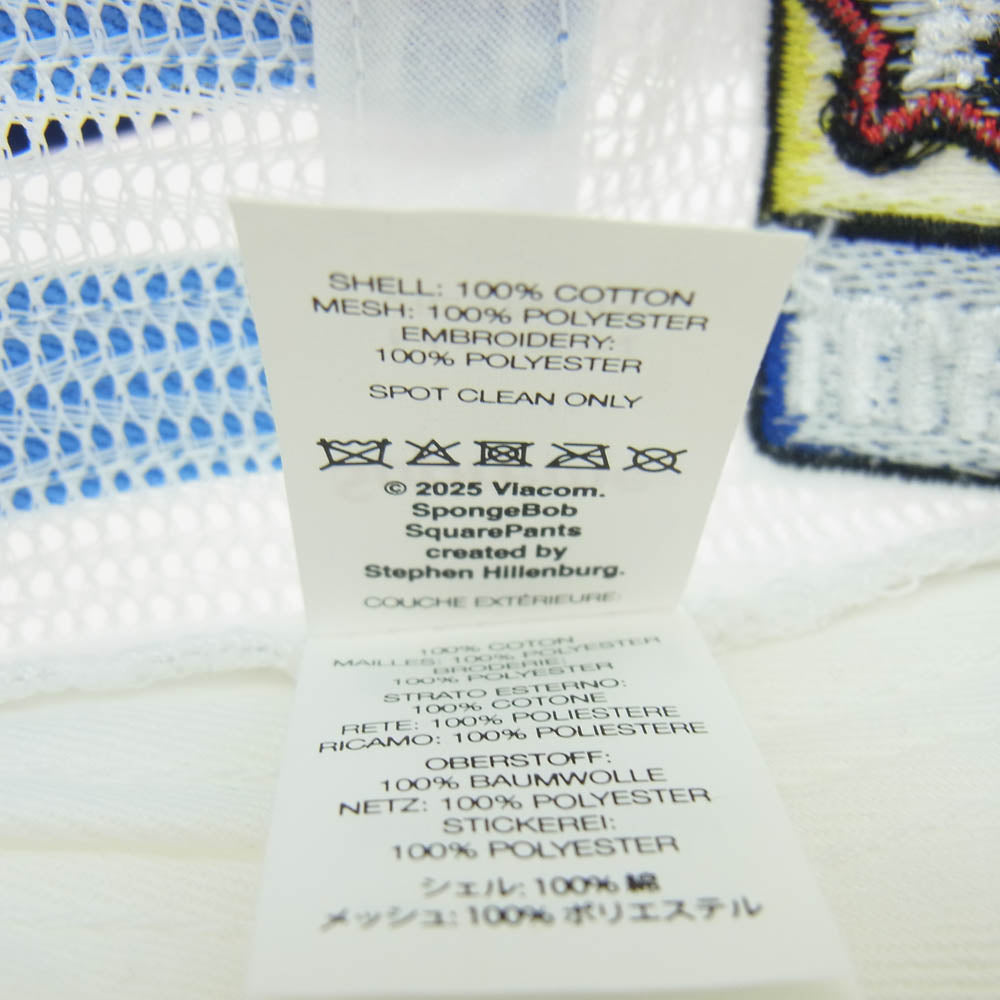 SHELL: 100% COTTON
MESH: 100% POLYESTER
EMBROIDERY:
100% POLYESTER
SPOT CLEAN ONLY
© 2025 Viacom.
SpongeBob
SquarePants
created by
Stephen Hillenburg.
COUCHE EXTÉRIEURE:
100% COTON
MAILLES: 100% POLYESTER
BRODERIE:
100% POLYESTER
STRATO ESTERNO:
100% COTONE
RETE: 100% POLIESTERE
RICAMO: 100% POLIESTERE
OBERSTOFF:
100% BAUMWOLLE
NETZ: 100% POLYESTER
STICKEREI:
100% POLYESTER
シェル: 100% 綿
メッシュ: 100% ポリエステル